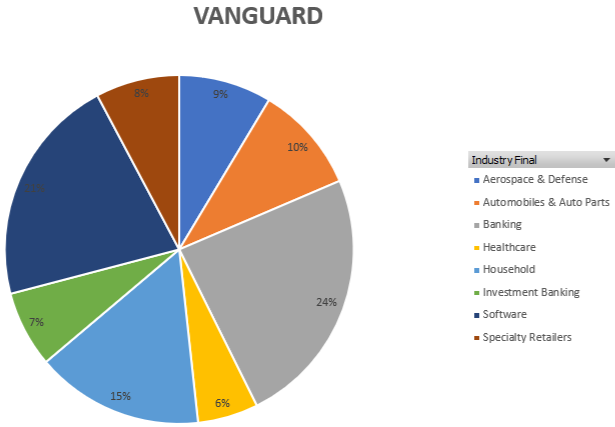 VANGUARD
8%
9%
10%
24%
6%
15%
7%
Industry Final
Aerospace & Defense
Automobiles & Auto Parts
Banking
Healthcare
Household
Investment Banking
Software
Specialty Retailers